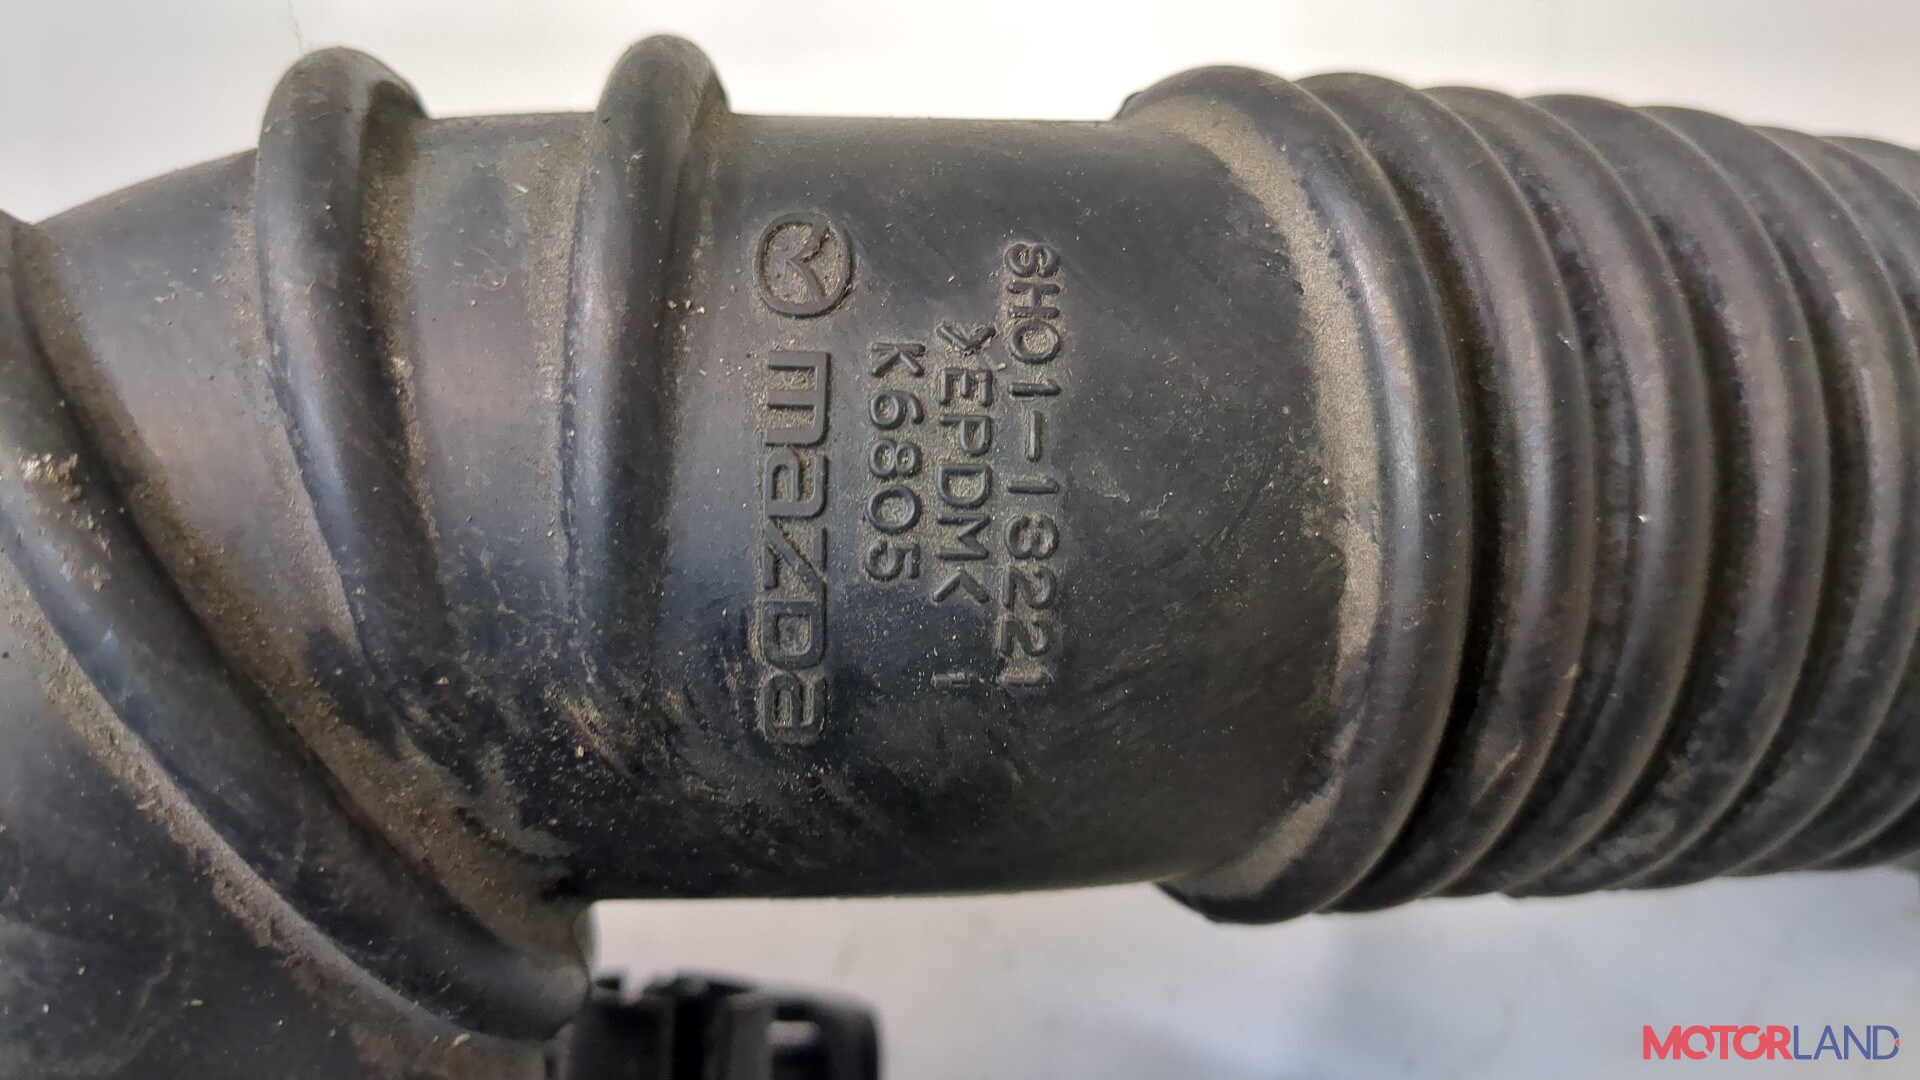 SH01-13221
>EPDM<
K6805
mazda
MOTORLAND